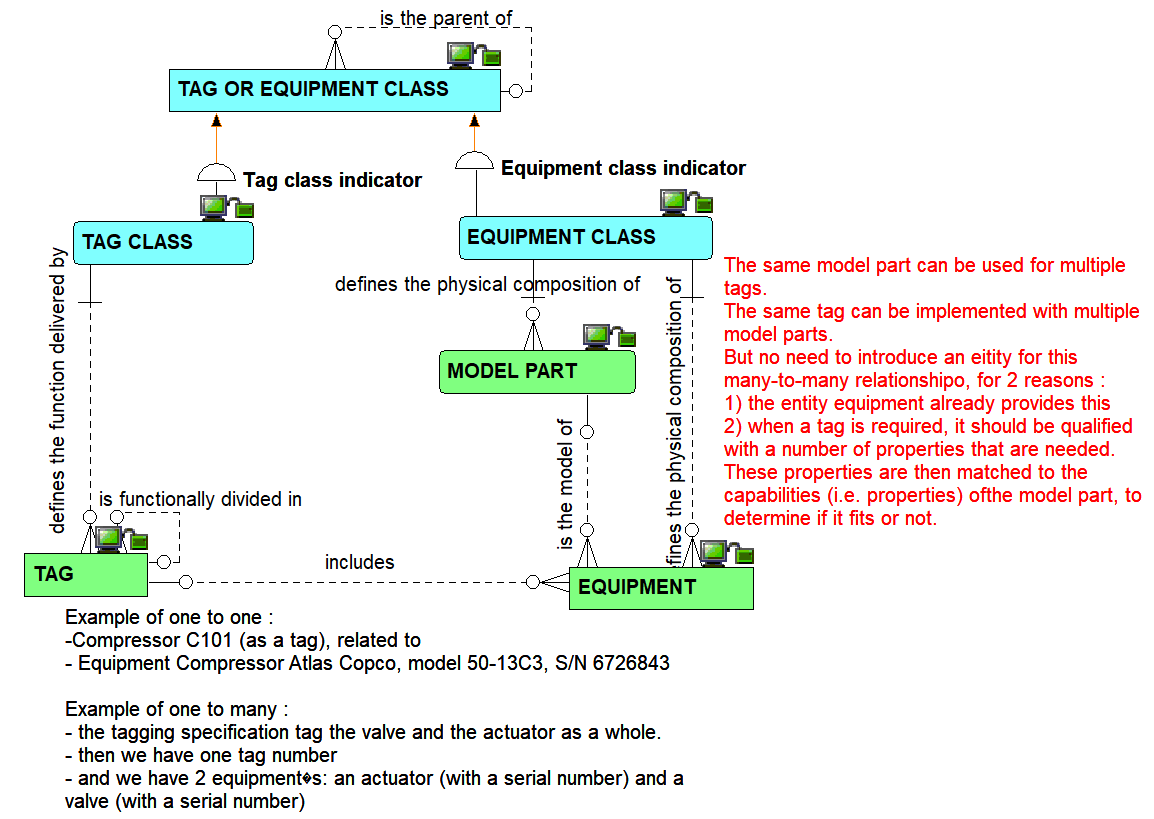 is the parent of
TAG OR EQUIPMENT CLASS
Tag class indicator
Equipment class indicator
TAG CLASS
EQUIPMENT CLASS
defines the function delivered by
defines the physical composition of
fines the physical composition of
The same model part can be used for multiple
tags.
The same tag can be implemented with multiple
model parts.
But no need to introduce an eitity for this
many-to-many relationshipo, for 2 reasons :
1) the entity equipment already provides this
2) when a tag is required, it should be qualified
with a number of properties that are needed.
These properties are then matched to the
capabilities (i.e. properties) ofthe model part, to
determine if it fits or not.
MODEL PART
is the model of
is functionally divided in
TAG
includes
EQUIPMENT
Example of one to one :
-Compressor C101 (as a tag), related to
- Equipment Compressor Atlas Copco, model 50-13C3, S/N 6726843
Example of one to many :
- the tagging specification tag the valve and the actuator as a whole.
- then we have one tag number
- and we have 2 equipment�s: an actuator (with a serial number) and a
valve (with a serial number)